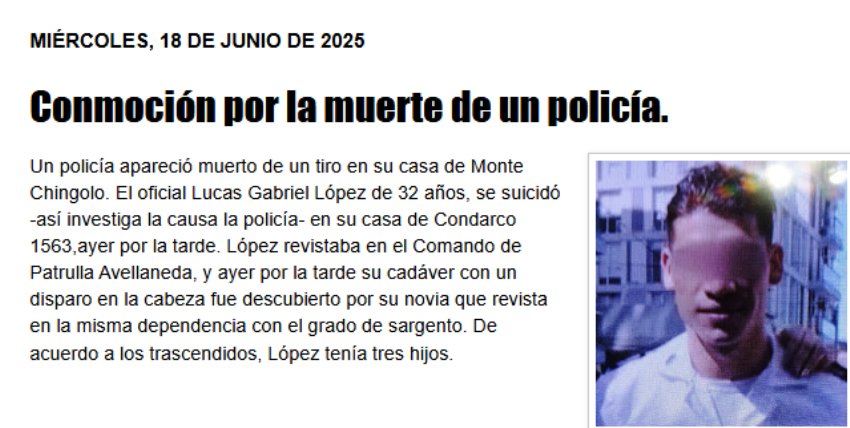 MIÉRCOLES, 18 DE JUNIO DE 2025
Conmoción por la muerte de un policía.
Un policía apareció muerto de un tiro en su casa de Monte
Chingolo. El oficial Lucas Gabriel López de 32 años, se suicidó
-así investiga la causa la policía- en su casa de Condarco
1563,ayer por la tarde. López revistaba en el Comando de
Patrulla Avellaneda, y ayer por la tarde su cadáver con un
disparo en la cabeza fue descubierto por su novia que revista
en la misma dependencia con el grado de sargento. De
acuerdo a los trascendidos, López tenía tres hijos.